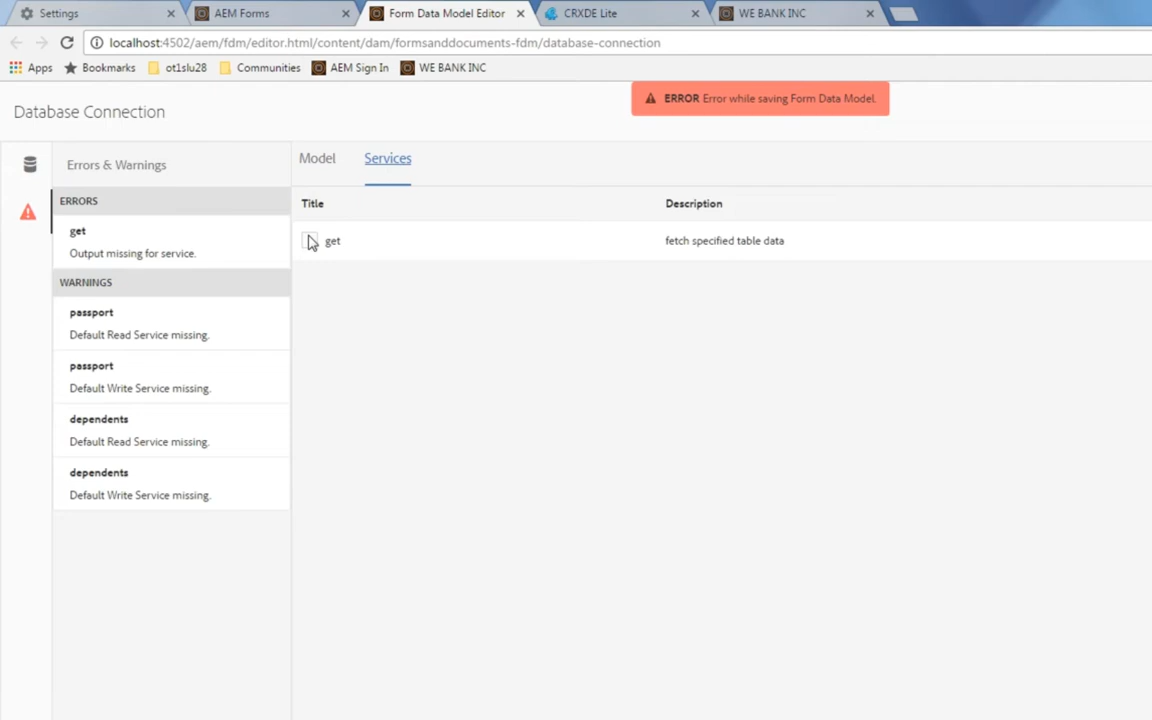 Settings
AEM Forms
Form Data Model Editor
CRXDE Lite
WE BANK INC
localhost:4502/aem/fdm/editor.html/content/dam/formsanddocuments-fdm/database-connection
Apps Bookmarks ot1slu28 Communities AEM Sign In WE BANK INC
ERROR Error while saving Form Data Model.
Database Connection
Errors & Warnings
Model Services
ERRORS
Title Description
get
Output missing for service.
get fetch specified table data
WARNINGS
passport
Default Read Service missing.
passport
Default Write Service missing.
dependents
Default Read Service missing.
dependents
Default Write Service missing.